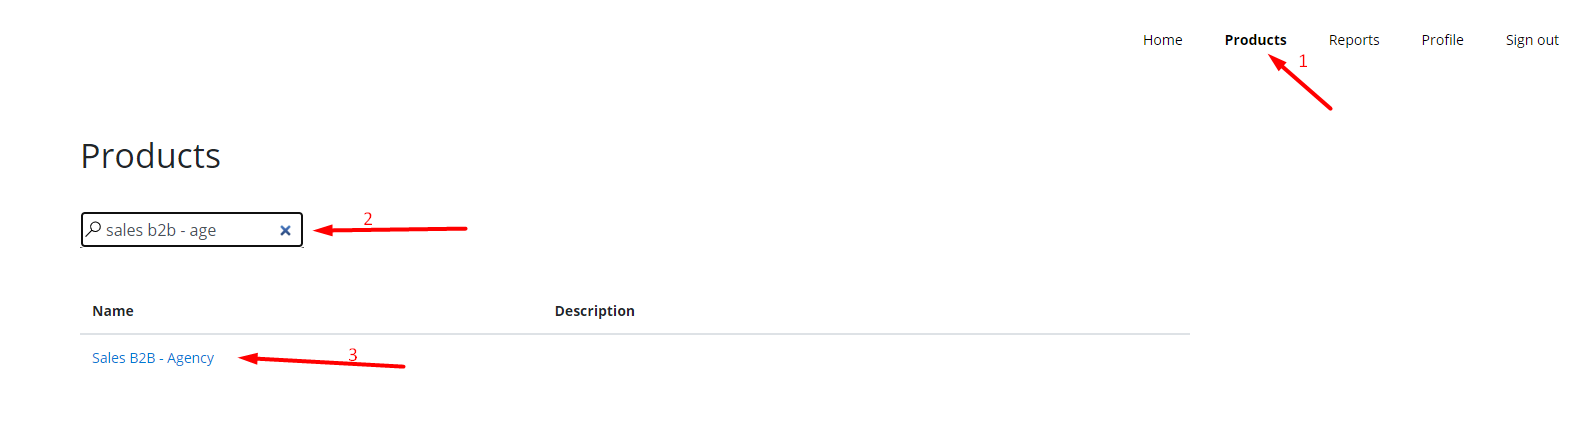 Home Products Reports Profile Sign out
1
Products
sales b2b - age
2
Name Description
Sales B2B - Agency
3